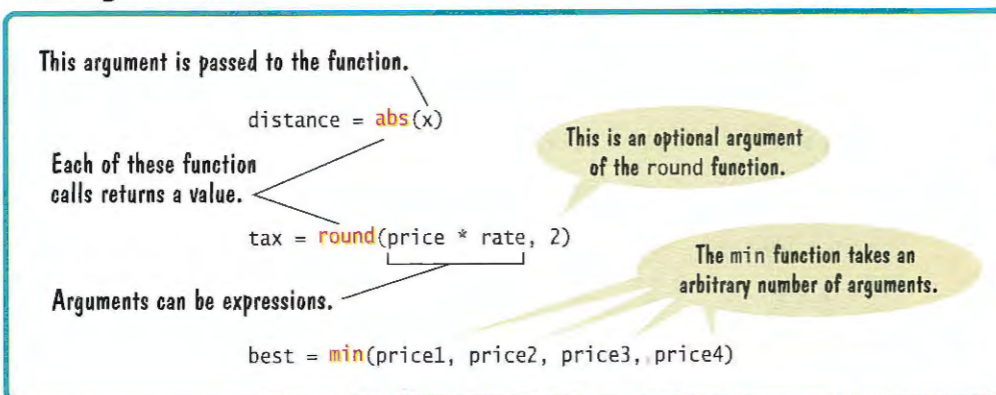 This argument is passed to the function.
distance = abs(x)
This is an optional argument
of the round function.
Each of these function
calls returns a value.
tax = round(price * rate, 2)
The min function takes an
arbitrary number of arguments.
Arguments can be expressions.
best = min(price1, price2, price3, price4)